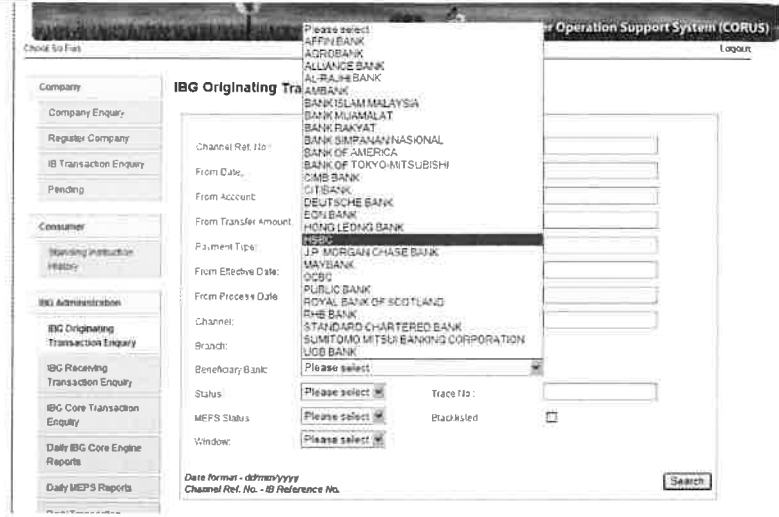 er Operation Support System (CORUS)
Logout
Company
Company Enquiry
Register Company
IB Transaction Enquiry
Pending
Consumer
Standing Instruction
History
IBG Administration
IBG Originating
Transaction Enquiry
IBG Receiving
Transaction Enquiry
IBG Core Transaction
Enquiry
Daily IBG Core Engine
Reports
Daily MEPS Reports
IBG Originating Tra
Channel Ref. No:
From Date:
From Account:
From Transfer Amount:
Payment Type:
From Effective Date:
From Process Date
Channel:
Branch:
Beneficiary Bank:
Please select
AFFIN BANK
AGROBANK
ALLIANCE BANK
AL-RAJHI BANK
AMBANK
BANK ISLAM MALAYSIA
BANK MUAMALAT
BANK RAKYAT
BANK SIMPANAN NASIONAL
BANK OF AMERICA
BANK OF TOKYO-MITSUBISHI
CIMB BANK
CITIBANK
DEUTSCHE BANK
EON BANK
HONG LEONG BANK
HSBC
J.P. MORGAN CHASE BANK
MAYBANK
OCBC
PUBLIC BANK
ROYAL BANK OF SCOTLAND
RHB BANK
STANDARD CHARTERED BANK
SUMITOMO MITSUI BANKING CORPORATION
UOB BANK
Please select
Status:
Please select
Trace No:
MEPS Status
Please select
Blacklisted
Window:
Please select
Date format - dd/mm/yyyy
Channel Ref. No. - IB Reference No.
Search